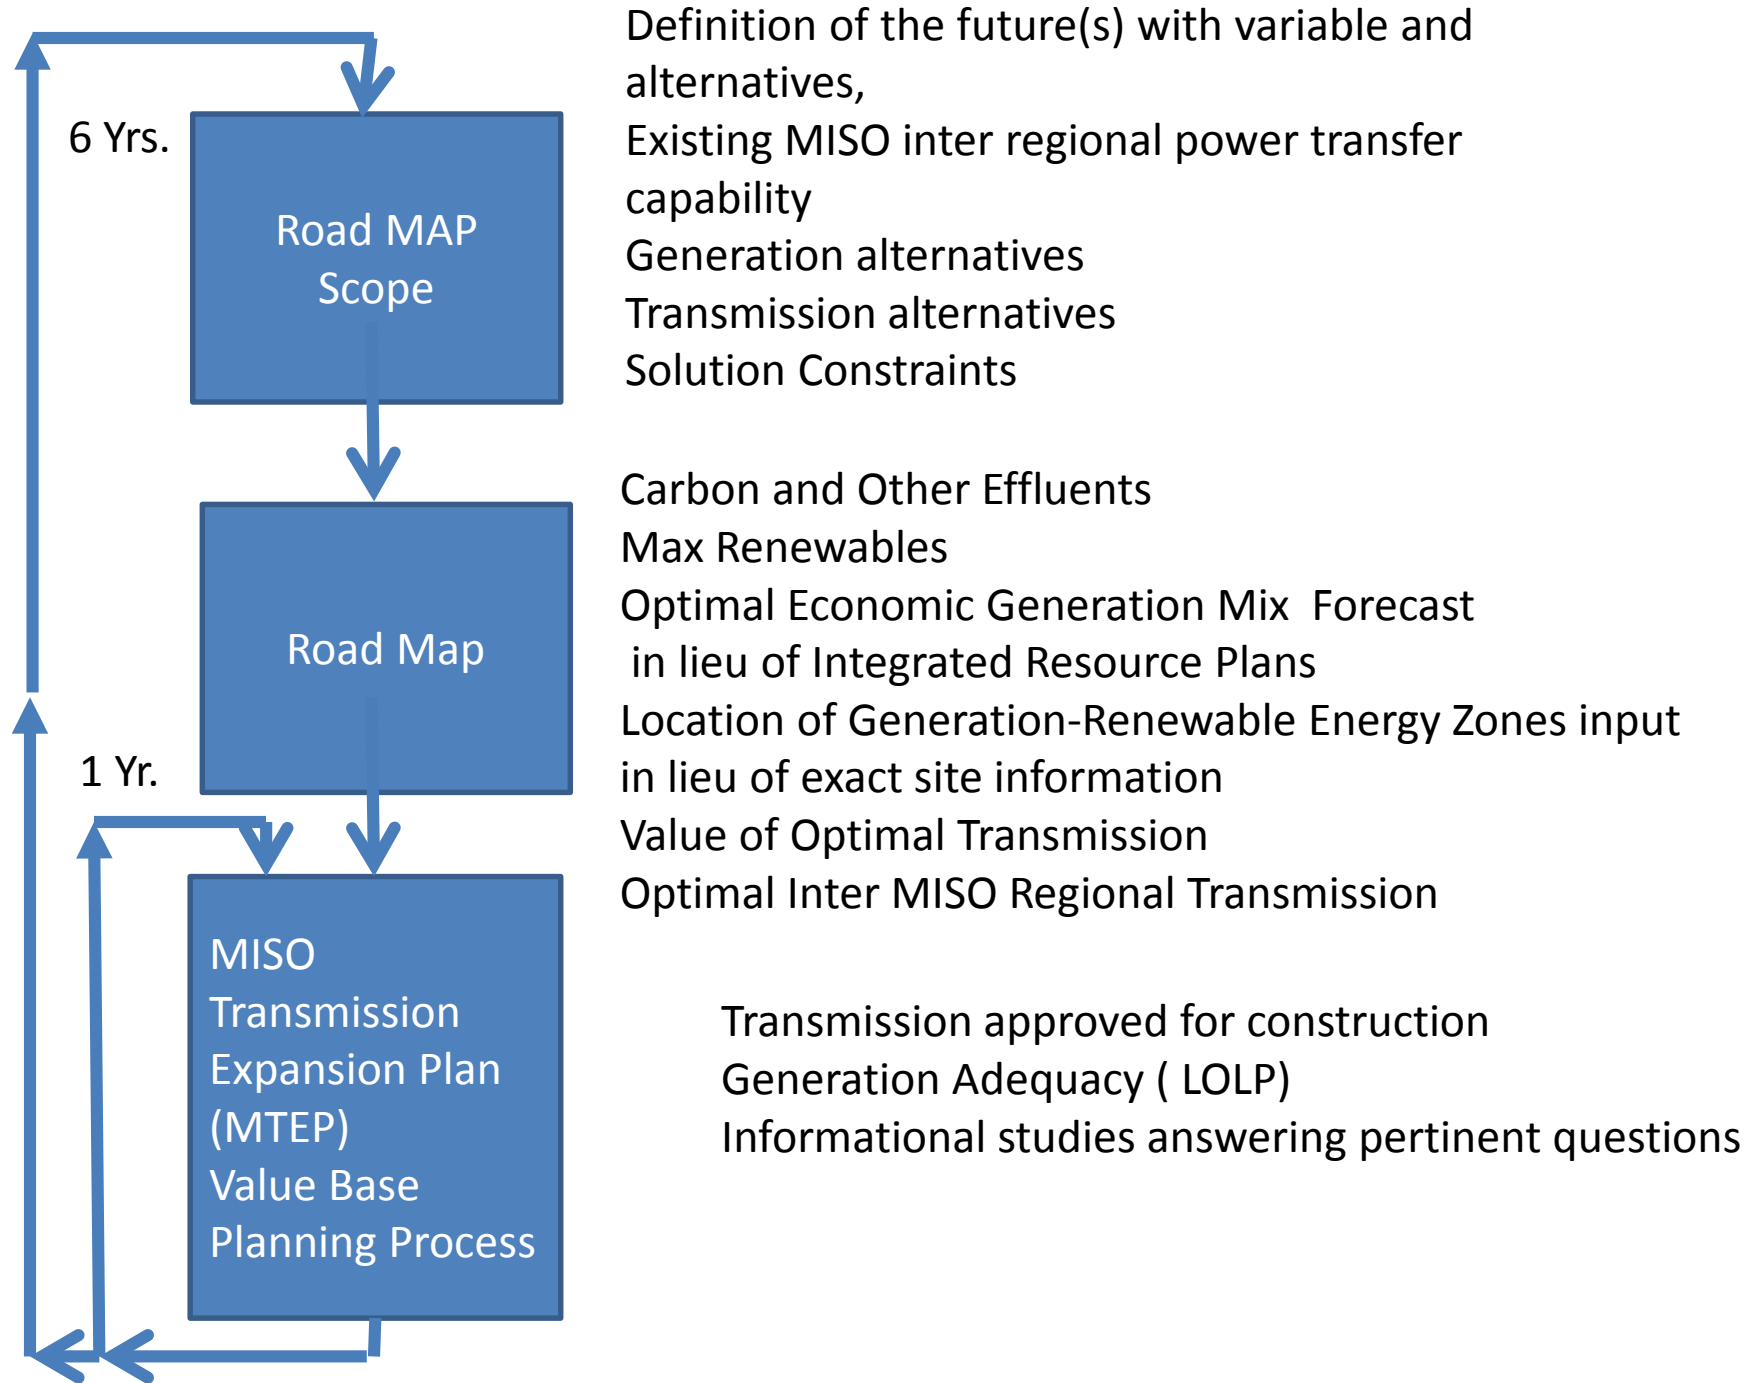 Definition of the future(s) with variable and
alternatives,
Existing MISO inter regional power transfer
capability
Generation alternatives
Transmission alternatives
Solution Constraints
6 Yrs.
Road MAP
Scope
Carbon and Other Effluents
Max Renewables
Optimal Economic Generation Mix  Forecast
in lieu of Integrated Resource Plans
Location of Generation-Renewable Energy Zones input
in lieu of exact site information
Value of Optimal Transmission
Optimal Inter MISO Regional Transmission
Road Map
1 Yr.
MISO
Transmission
Expansion Plan
(MTEP)
Value Base
Planning Process
Transmission approved for construction
Generation Adequacy ( LOLP)
Informational studies answering pertinent questions